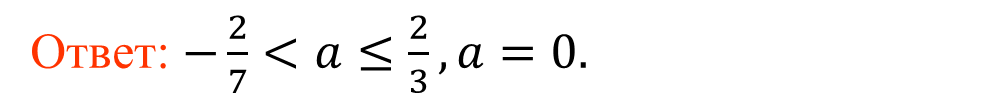 Ответ: −2/7 < a ≤ 2/3, a = 0.